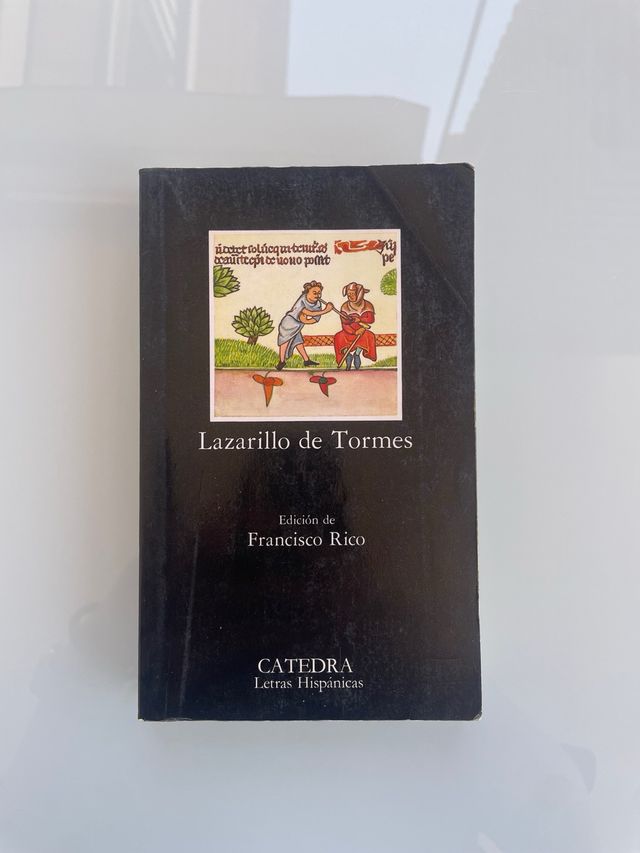 Lazarillo de Tormes
Edición de
Francisco Rico
CATEDRA
Letras Hispánicas